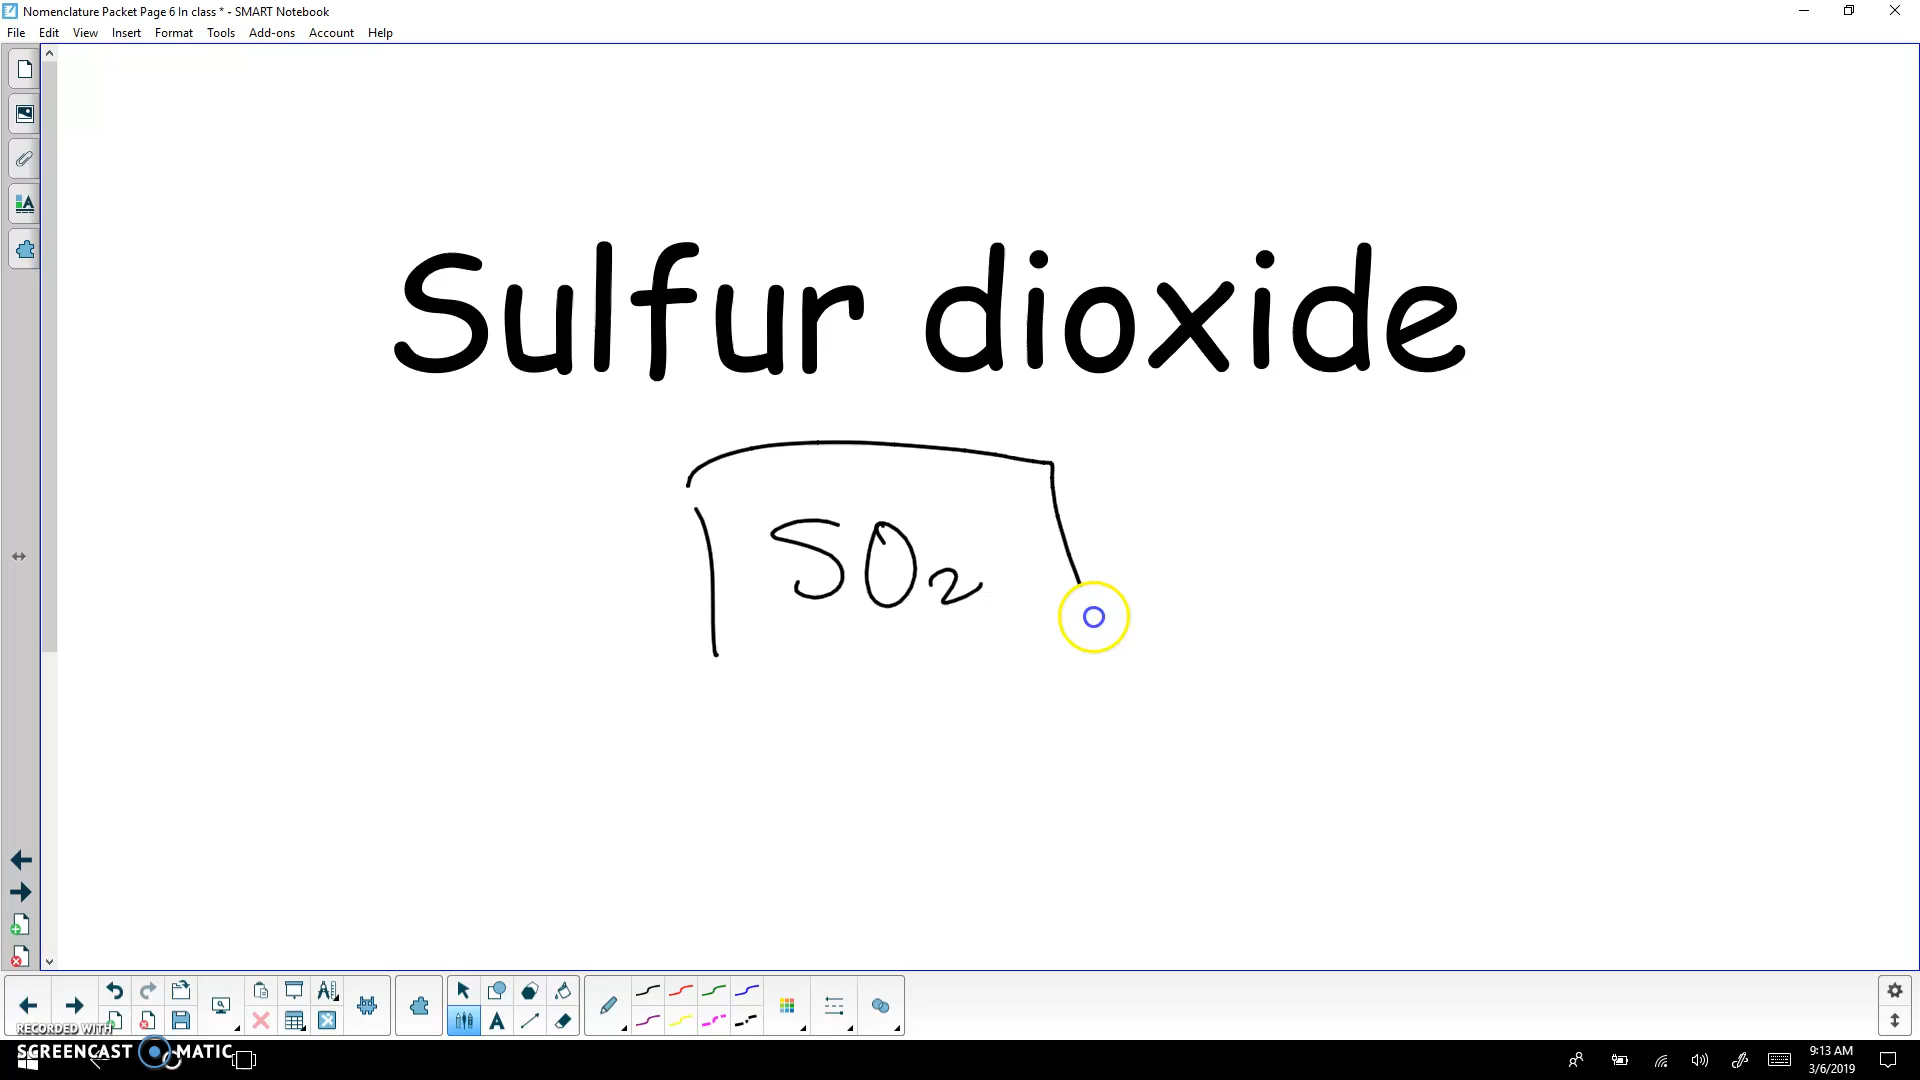 Nomenclature Packet Page 6 In class * - SMART Notebook
File Edit View Insert Format Tools Add-ons Account Help
Sulfur dioxide
SO₂
RECORDED WITH
SCREENCAST MATIC
9:13 AM
3/6/2019